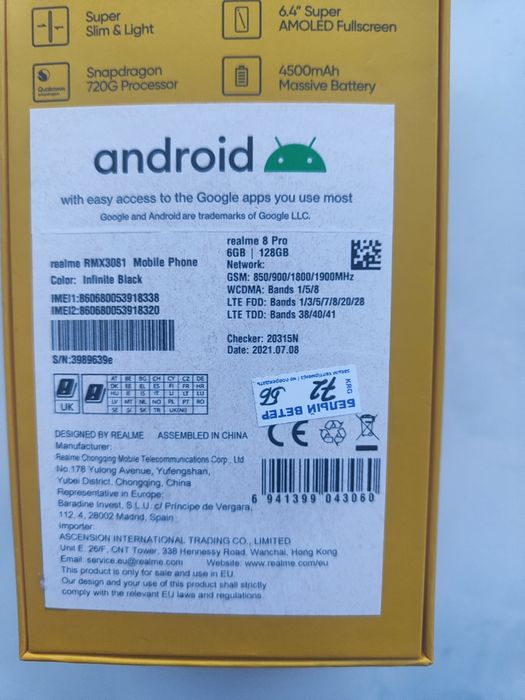 Super
Slim & Light
6.4" Super
AMOLED Fullscreen
Qualcomm
snapdragon
Snapdragon
720G Processor
4500mAh
Massive Battery
android
with easy access to the Google apps you use most
Google and Android are trademarks of Google LLC.
realme RMX3081 Mobile Phone
Color: Infinite Black
IMEI1:860680053918338
IMEI2:860680053918320
S/N:3989639e
realme 8 Pro
6GB | 128GB
Network:
GSM: 850/900/1800/1900MHz
WCDMA: Bands 1/5/8
LTE FDD: Bands 1/3/5/7/8/20/28
LTE TDD: Bands 38/40/41
Checker: 20315N
Date: 2021.07.08
UK
AT BE BG CH CY CZ DE
DK EE EL ES FI FR HR
HU IE IS IT LI LT LU
LV MT NL NO PL PT RO
SE SI SK TR UK(NI)
KRG
72
56
БЕЛЫЙ ВЕТЕР
CE
DESIGNED BY REALME ASSEMBLED IN CHINA
Manufacturer:
Realme Chongqing Mobile Telecommunications Corp., Ltd
No.178 Yulong Avenue, Yufengshan,
Yubei District, Chongqing, China
Representative in Europe:
Baradine Invest, S.L.U. c/ Príncipe de Vergara,
112, 4, 28002 Madrid, Spain
Importer:
ASCENSION INTERNATIONAL TRADING CO., LIMITED
Unit E, 26/F, CNT Tower, 338 Hennessy Road, Wanchai, Hong Kong
Email: service.eu@realme.com Website: www.realme.com/eu
This product is only for sale and use in EU.
Our design and your use of this product shall strictly
comply with the relevant EU laws and regulations.
6 941399 043060